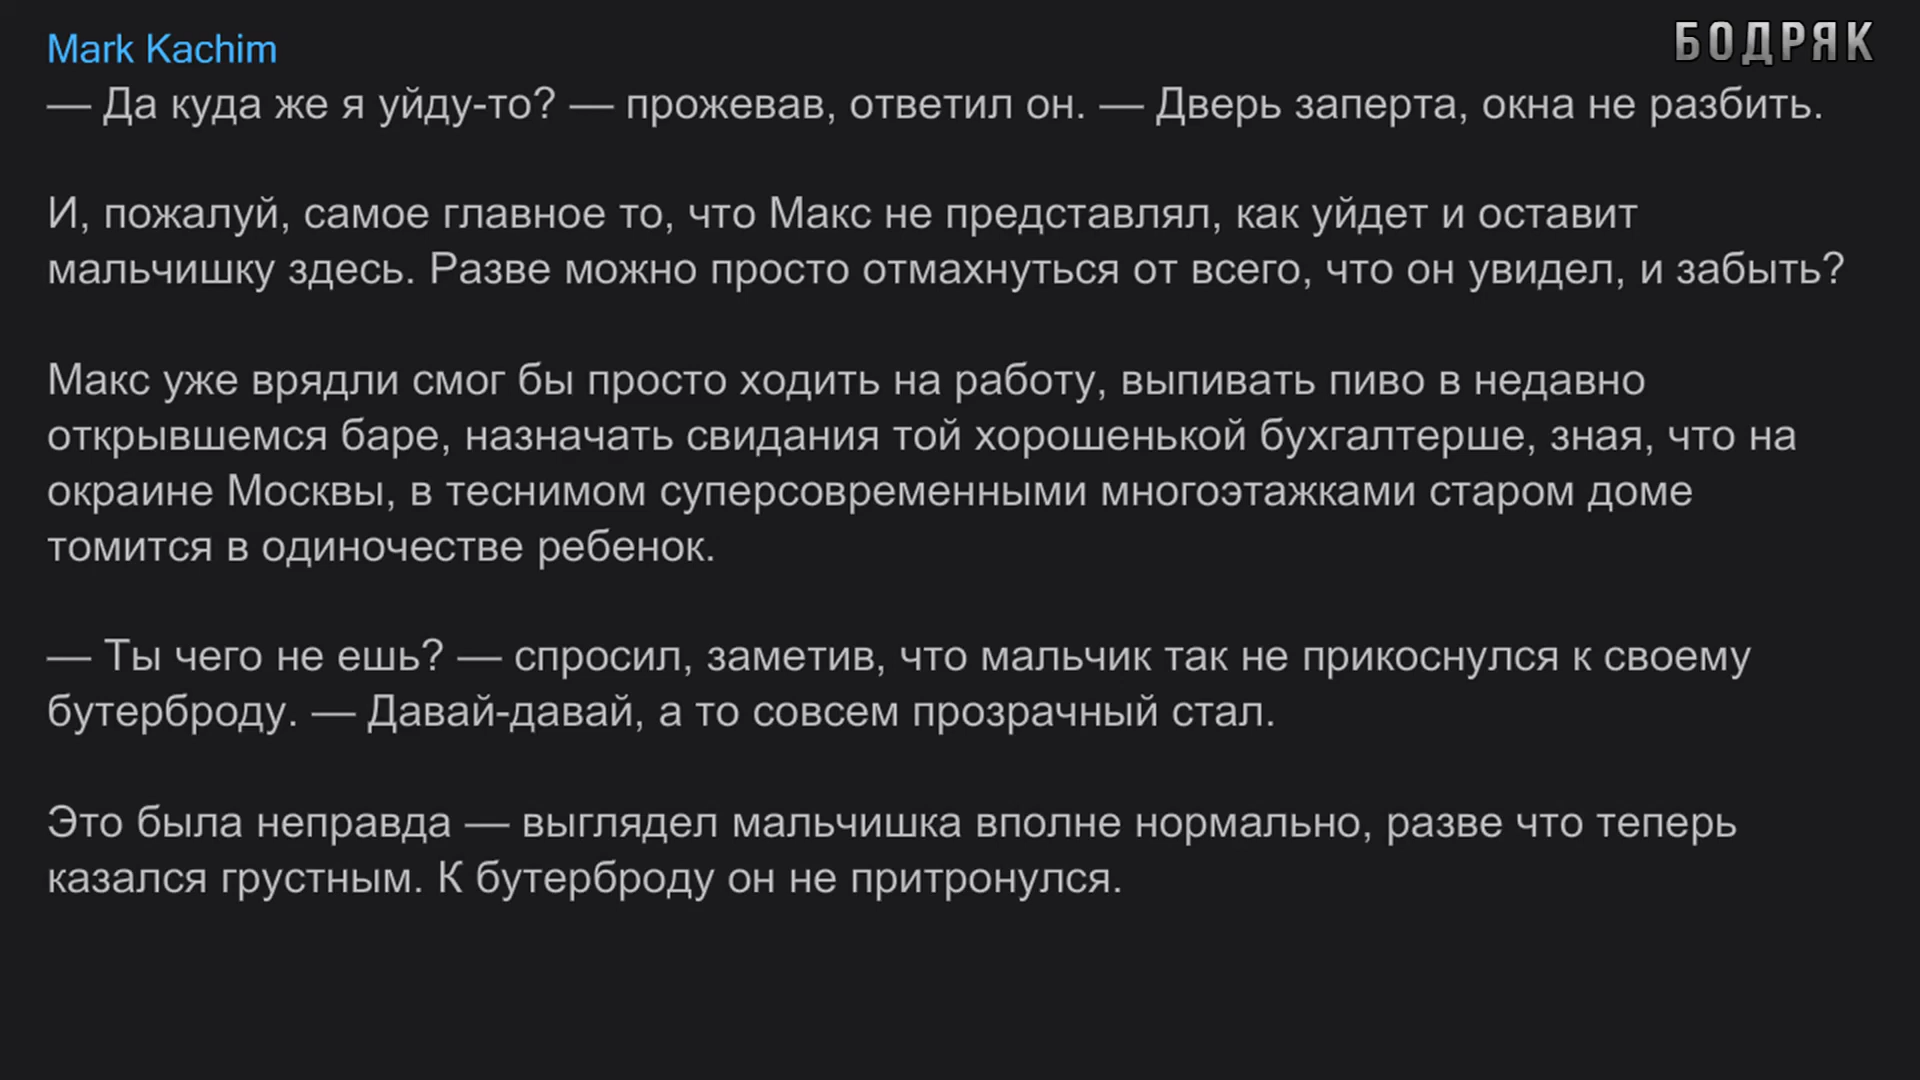 Mark Kachim
БОДРЯК
— Да куда же я уйду-то? — прожевав, ответил он. — Дверь заперта, окна не разбить.
И, пожалуй, самое главное то, что Макс не представлял, как уйдет и оставит
мальчишку здесь. Разве можно просто отмахнуться от всего, что он увидел, и забыть?
Макс уже врядли смог бы просто ходить на работу, выпивать пиво в недавно
открывшемся баре, назначать свидания той хорошенькой бухгалтерше, зная, что на
окраине Москвы, в теснимом суперсовременными многоэтажками старом доме
томится в одиночестве ребенок.
— Ты чего не ешь? — спросил, заметив, что мальчик так не прикоснулся к своему
бутерброду. — Давай-давай, а то совсем прозрачный стал.
Это была неправда — выглядел мальчишка вполне нормально, разве что теперь
казался грустным. К бутерброду он не притронулся.